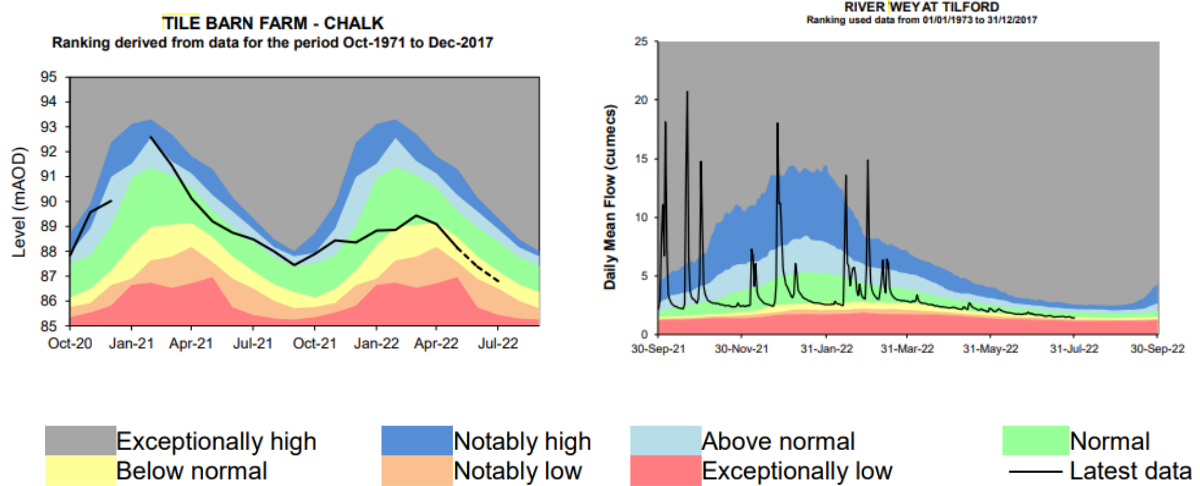 TILE BARN FARM - CHALK
Ranking derived from data for the period Oct-1971 to Dec-2017
Level (mAOD)
95
94
93
92
91
90
89
88
87
86
85
Oct-20 Jan-21 Apr-21 Jul-21 Oct-21 Jan-22 Apr-22 Jul-22
RIVER WEY AT TILFORD
Ranking used data from 01/01/1973 to 31/12/2017
Daily Mean Flow (cumecs)
25
20
15
10
5
0
30-Sep-21 30-Nov-21 31-Jan-22 31-Mar-22 31-May-22 31-Jul-22 30-Sep-22
Exceptionally high Notably high Above normal Normal
Below normal Notably low Exceptionally low Latest data